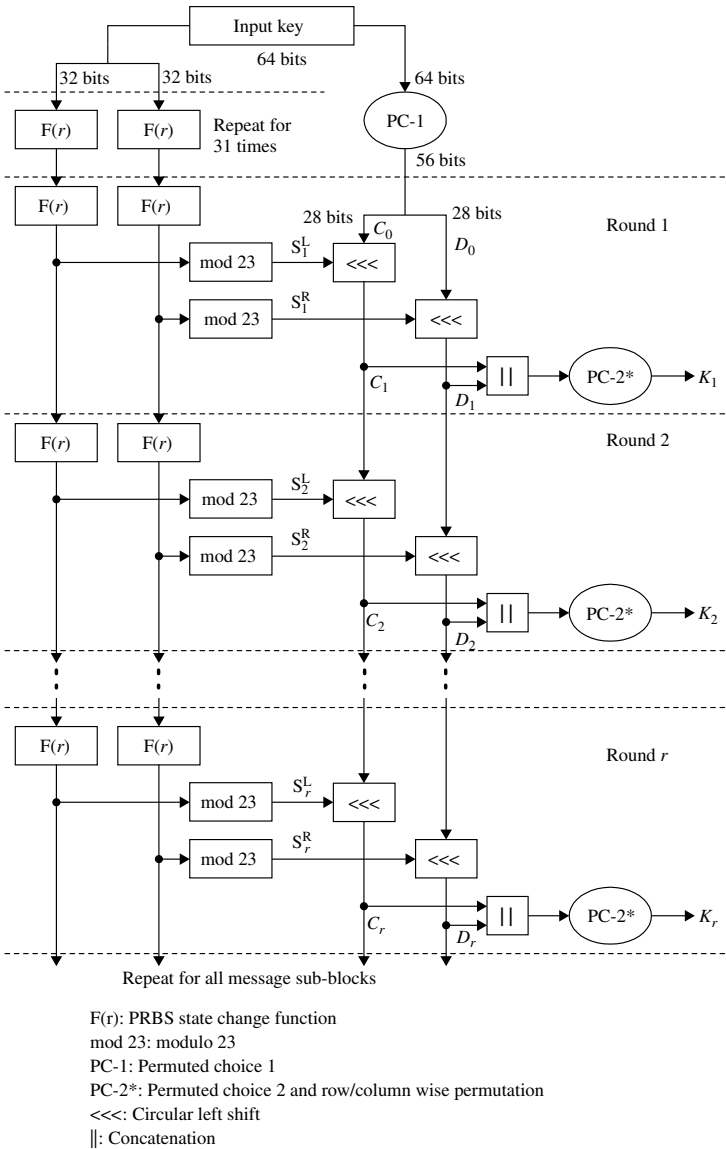 Input key
64 bits
32 bits 32 bits 64 bits
F(r) F(r) Repeat for
31 times
PC-1
56 bits
F(r) F(r) 28 bits 28 bits Round 1
C₀ D₀
mod 23 S₁ᴸ <<<
mod 23 S₁ᴿ <<<
C₁ D₁ || PC-2* K₁
F(r) F(r) Round 2
mod 23 S₂ᴸ <<<
mod 23 S₂ᴿ <<<
C₂ D₂ || PC-2* K₂
F(r) F(r) Round r
mod 23 Sᵣᴸ <<<
mod 23 Sᵣᴿ <<<
Cᵣ Dᵣ || PC-2* Kᵣ
Repeat for all message sub-blocks
F(r): PRBS state change function
mod 23: modulo 23
PC-1: Permuted choice 1
PC-2*: Permuted choice 2 and row/column wise permutation
<<<: Circular left shift
||: Concatenation